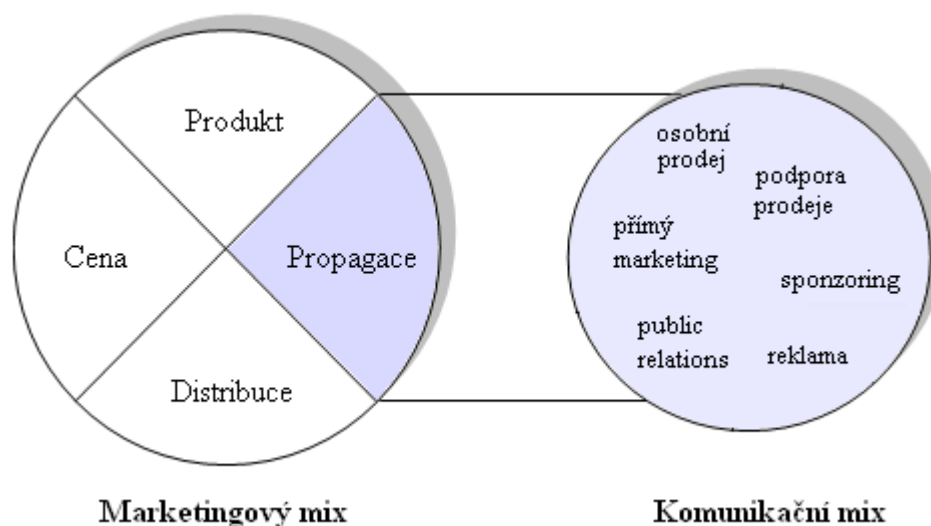 Produkt
Cena
Propagace
Distribuce
Marketingový mix
osobní
prodej
podpora
prodeje
přímý
marketing
sponzoring
public
relations
reklama
Komunikační mix